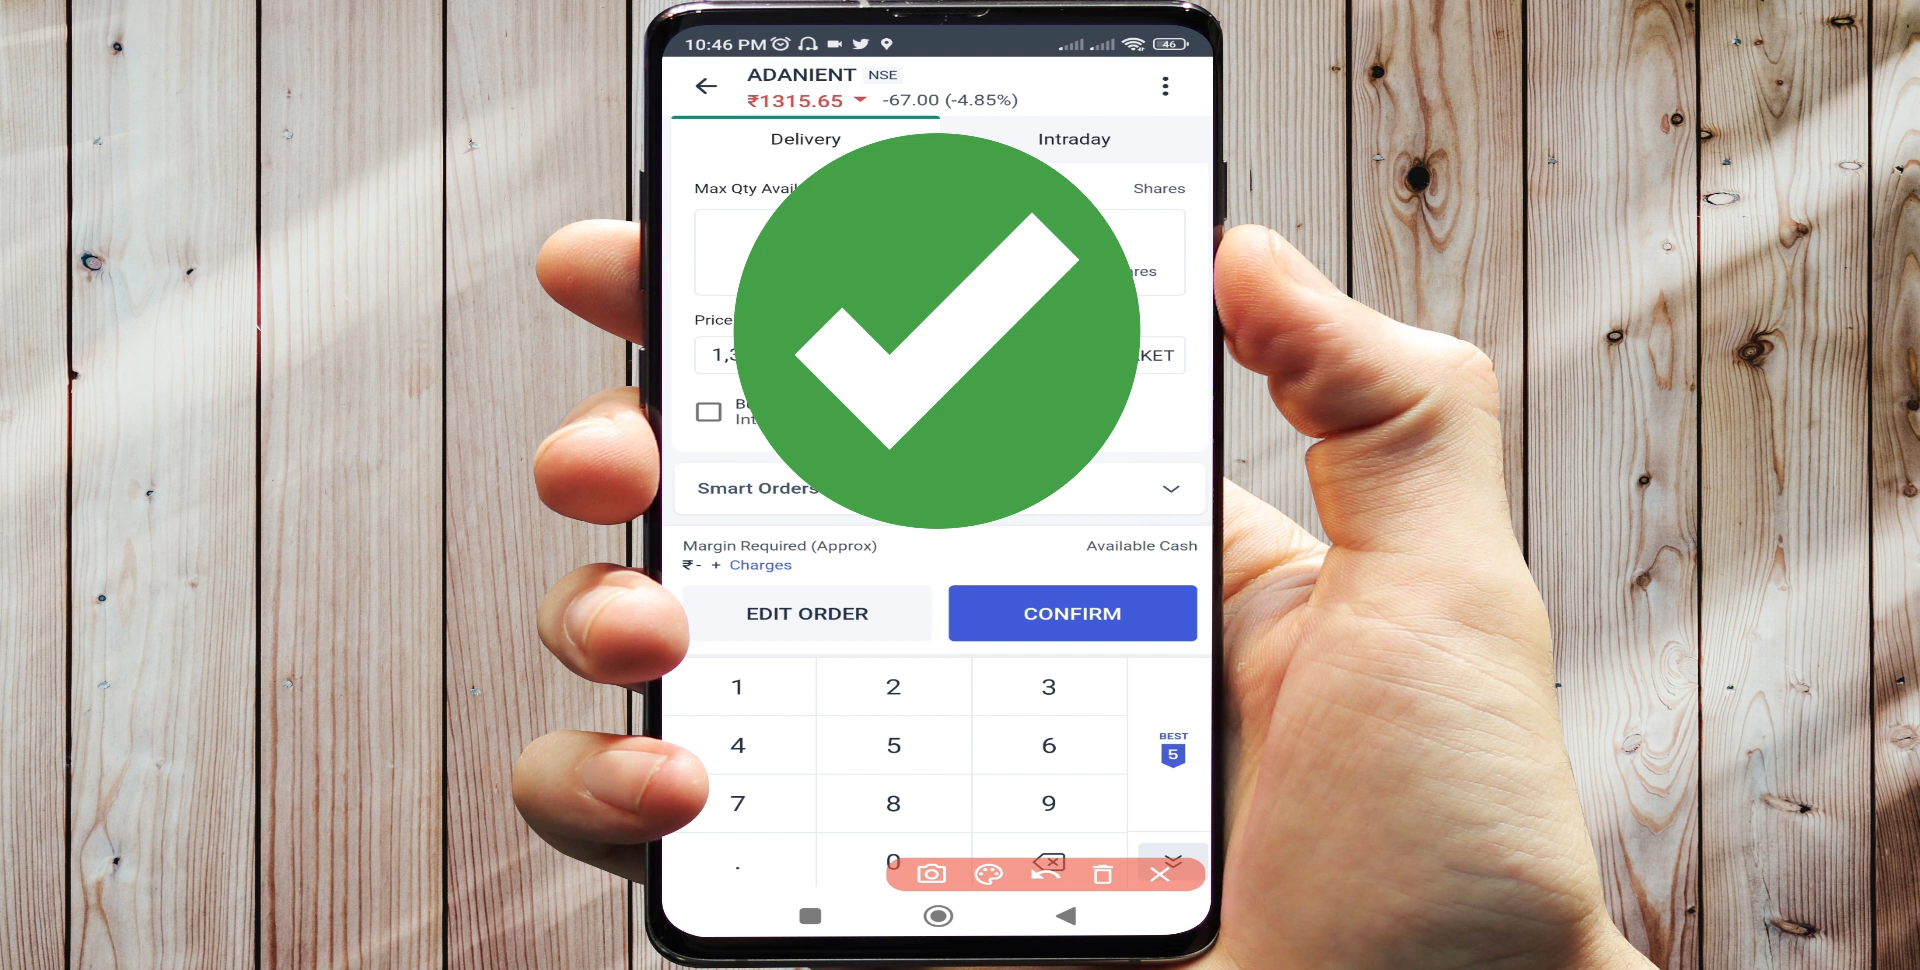 10:46 PM 46
ADANIENT NSE
₹1315.65 -67.00 (-4.85%)
Delivery Intraday
Max Qty Shares
Price
Smart Orders
Margin Required (Approx) Available Cash
₹- + Charges
EDIT ORDER CONFIRM
1 2 3
BEST
4 5 6 5
7 8 9
. 0